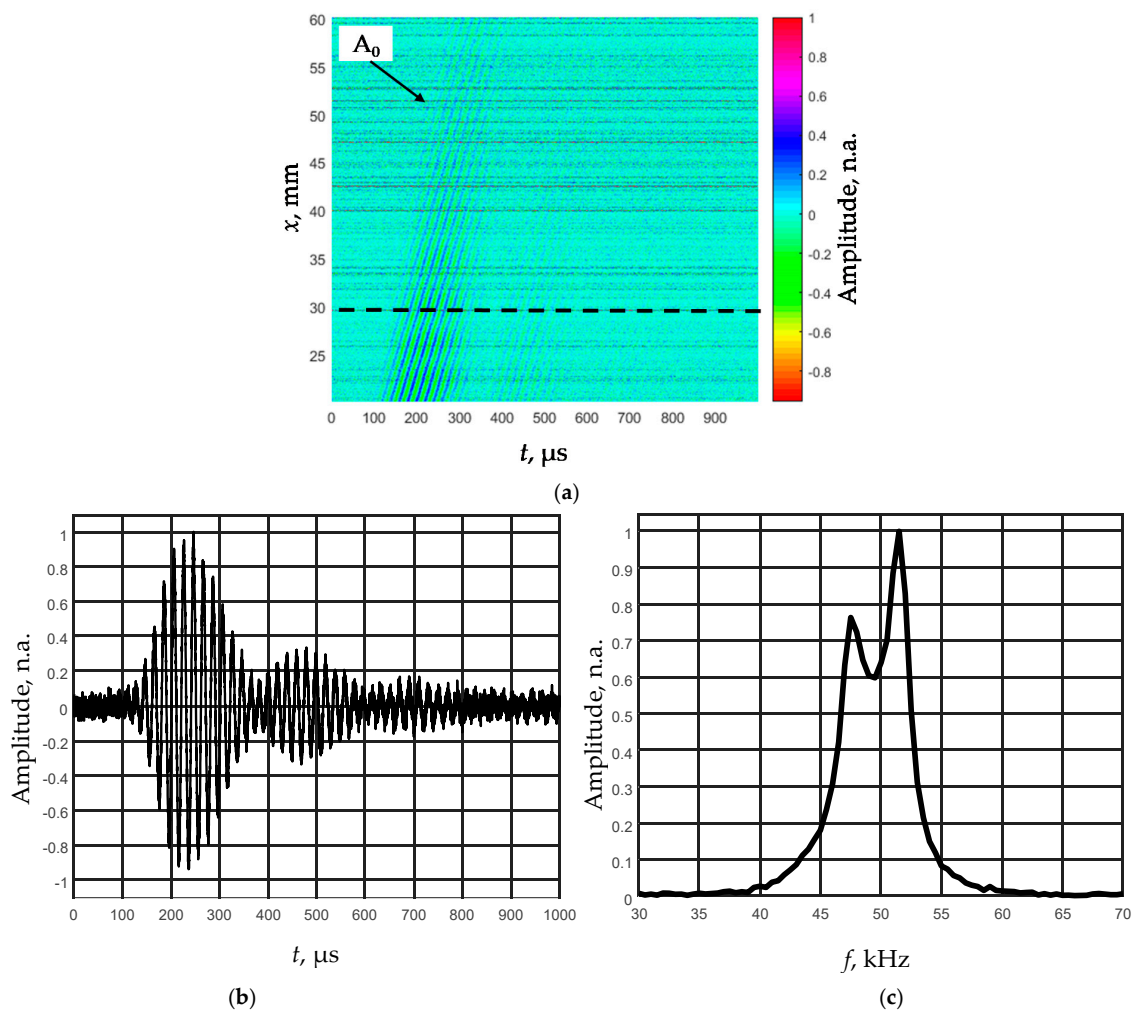 A0
x, mm
60
55
50
45
40
35
30
25
0 100 200 300 400 500 600 700 800 900
t, µs
1
0.8
0.6
0.4
0.2
0
-0.2
-0.4
-0.6
-0.8
Amplitude, n.a.
(a)
Amplitude, n.a.
1
0.8
0.6
0.4
0.2
0
-0.2
-0.4
-0.6
-0.8
-1
0 100 200 300 400 500 600 700 800 900 1000
t, µs
(b)
Amplitude, n.a.
1
0.9
0.8
0.7
0.6
0.5
0.4
0.3
0.2
0.1
0
30 35 40 45 50 55 60 65 70
f, kHz
(c)